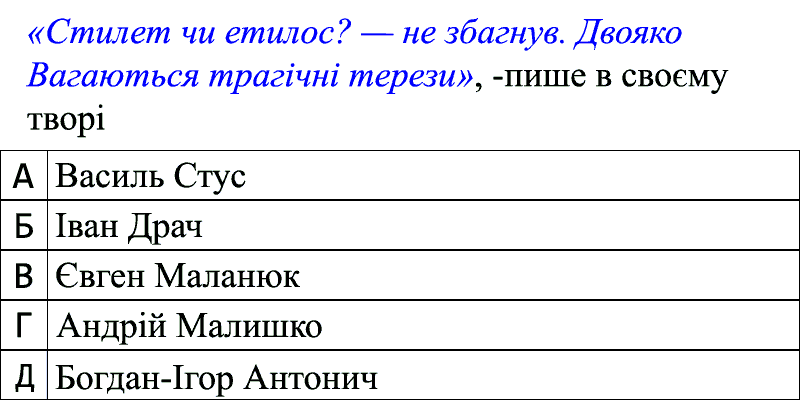 «Стилет чи етилос? — не збагнув. Двояко
Вагаються трагічні терези», -пише в своєму
творі
А Василь Стус
Б Іван Драч
В Євген Маланюк
Г Андрій Малишко
Д Богдан-Ігор Антонич